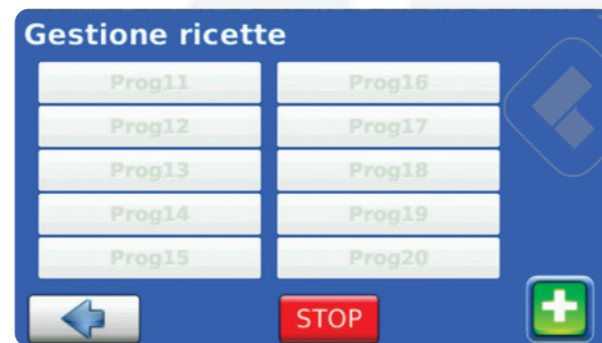 Gestione ricette
Prog11 Prog16
Prog12 Prog17
Prog13 Prog18
Prog14 Prog19
Prog15 Prog20
STOP